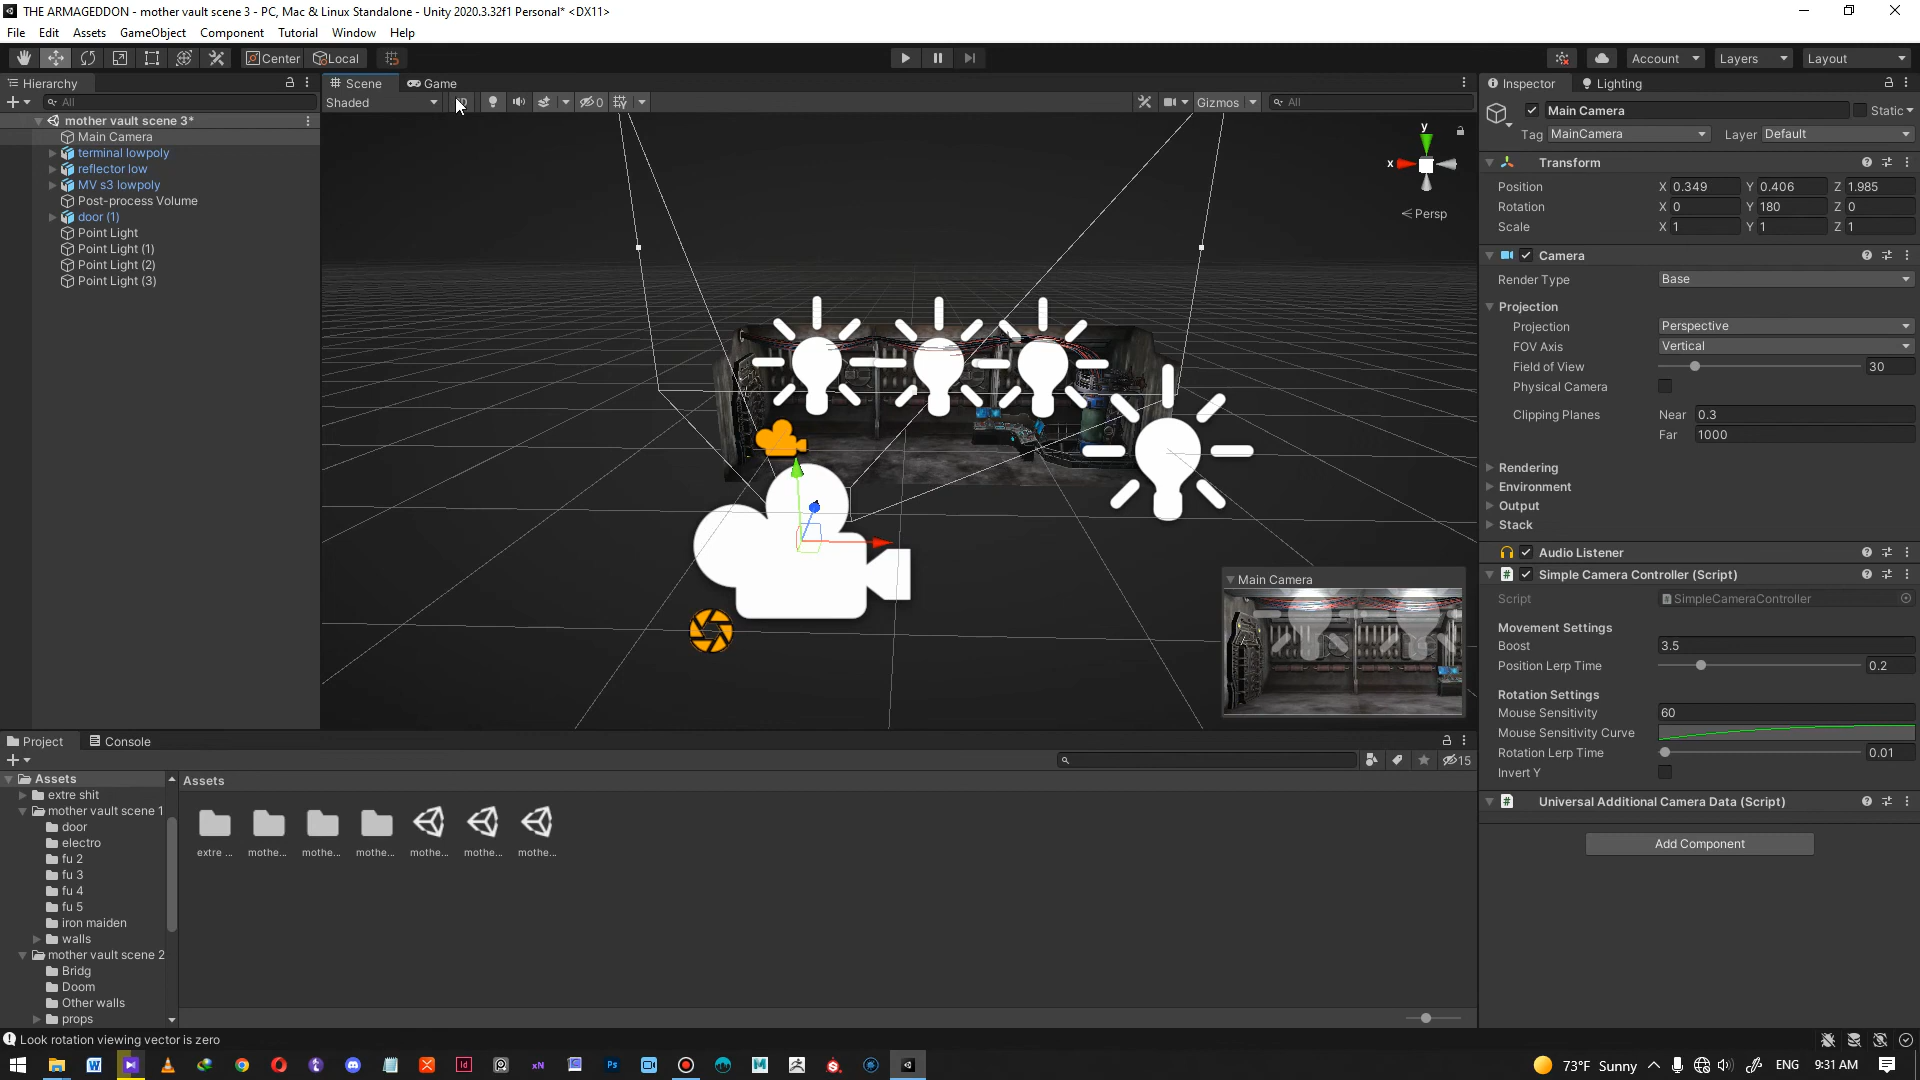 THE ARMAGEDDON - mother vault scene 3 - PC, Mac & Linux Standalone - Unity 2020.3.32f1 Personal* <DX11>
File Edit Assets GameObject Component Tutorial Window Help
Center Local Account Layers Layout
Hierarchy
All
mother vault scene 3*
Main Camera
terminal lowpoly
reflector low
MV s3 lowpoly
Post-process Volume
door (1)
Point Light
Point Light (1)
Point Light (2)
Point Light (3)
Scene Game
Shaded 0 Gizmos All
y
x
Persp
Main Camera
Inspector Lighting
Main Camera Static
Tag MainCamera Layer Default
Transform
Position X 0.349 Y 0.406 Z 1.985
Rotation X 0 Y 180 Z 0
Scale X 1 Y 1 Z 1
Camera
Render Type Base
Projection
Projection Perspective
FOV Axis Vertical
Field of View 30
Physical Camera
Clipping Planes Near 0.3
Far 1000
Rendering
Environment
Output
Stack
Audio Listener
Simple Camera Controller (Script)
Script SimpleCameraController
Movement Settings
Boost 3.5
Position Lerp Time 0.2
Rotation Settings
Mouse Sensitivity 60
Mouse Sensitivity Curve
Rotation Lerp Time 0.01
Invert Y
Universal Additional Camera Data (Script)
Add Component
Project Console
15
Assets
extre shit
mother vault scene 1
door
electro
fu 2
fu 3
fu 4
fu 5
iron maiden
walls
mother vault scene 2
Bridg
Doom
Other walls
props
Assets
extre ... mothe... mothe... mothe... mothe... mothe... mothe...
Look rotation viewing vector is zero
73°F Sunny ENG 9:31 AM